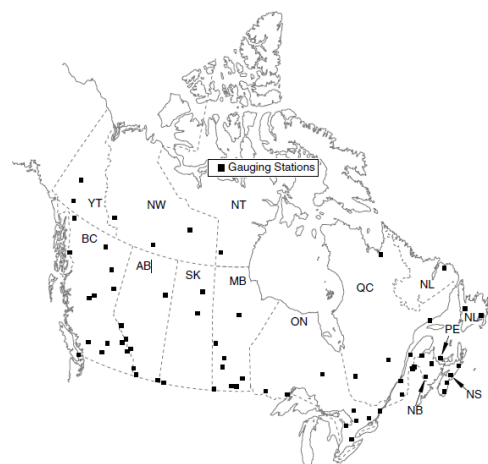 Gauging Stations
YT
NW
NT
BC
AB
SK
MB
QC
NL
ON
NL
PE
NB
NS